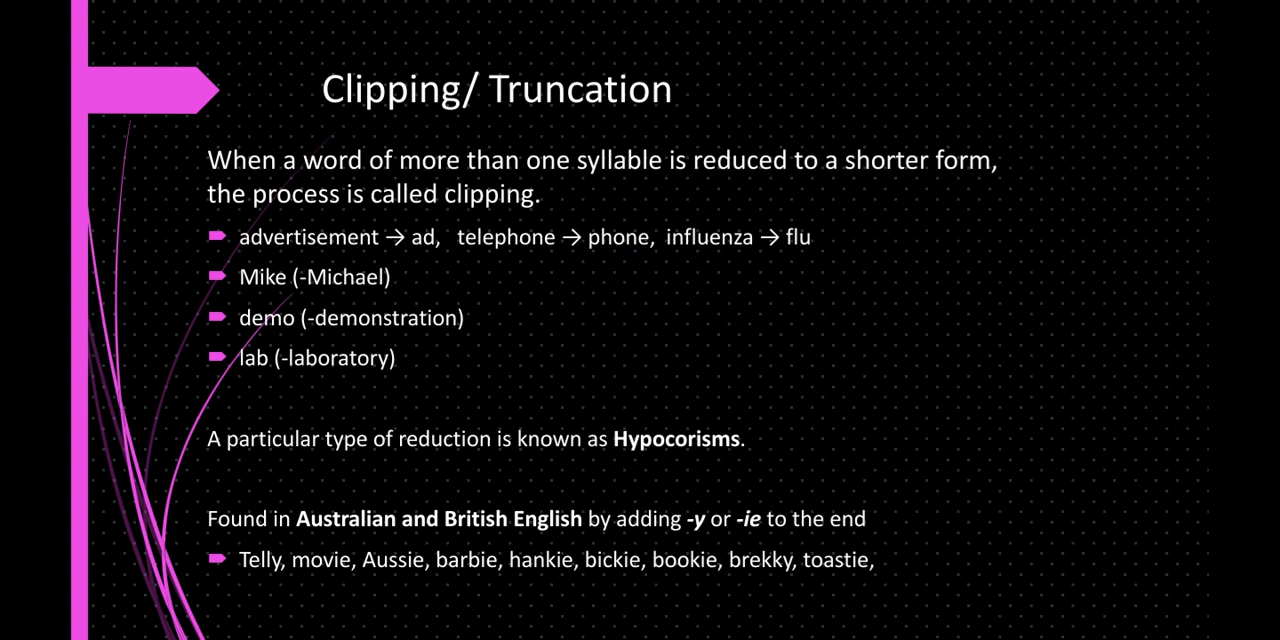 Clipping/ Truncation
When a word of more than one syllable is reduced to a shorter form,
the process is called clipping.
advertisement → ad, telephone → phone, influenza → flu
Mike (-Michael)
demo (-demonstration)
lab (-laboratory)
A particular type of reduction is known as Hypocorisms.
Found in Australian and British English by adding -y or -ie to the end
Telly, movie, Aussie, barbie, hankie, bickie, bookie, brekky, toastie,